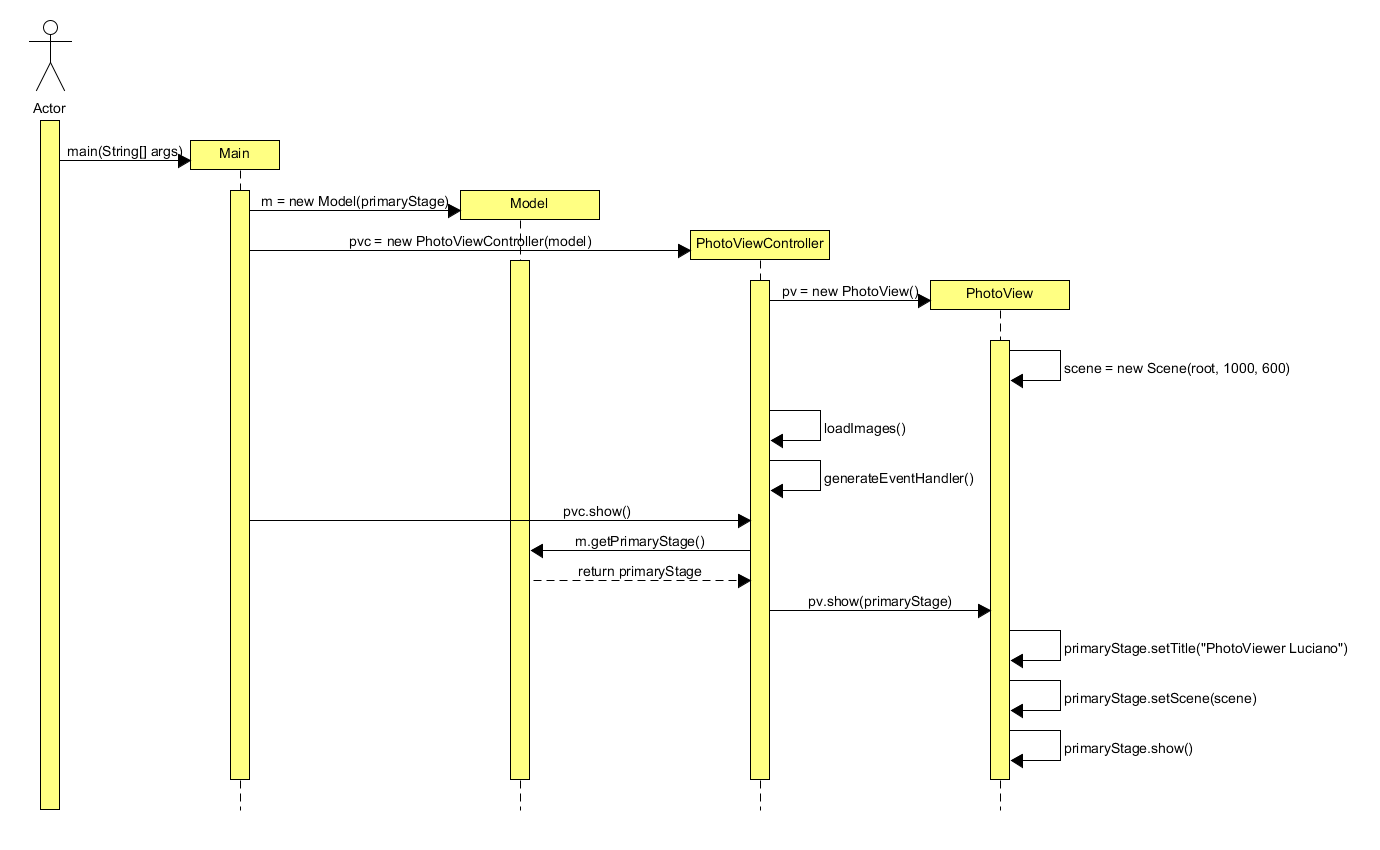 Actor
main(String[] args)
Main
m = new Model(primaryStage)
Model
pvc = new PhotoViewController(model)
PhotoViewController
pv = new PhotoView()
PhotoView
scene = new Scene(root, 1000, 600)
loadImages()
generateEventHandler()
pvc.show()
m.getPrimaryStage()
return primaryStage
pv.show(primaryStage)
primaryStage.setTitle("PhotoViewer Luciano")
primaryStage.setScene(scene)
primaryStage.show()